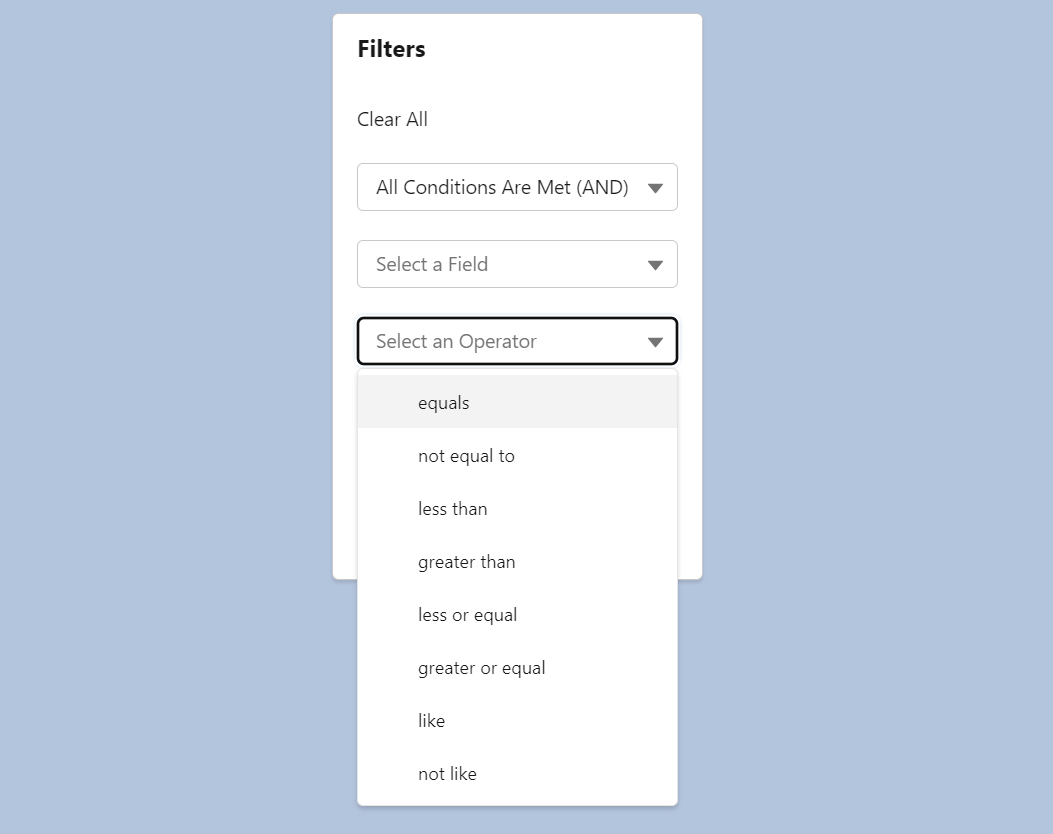 Filters
Clear All
All Conditions Are Met (AND)
Select a Field
Select an Operator
equals
not equal to
less than
greater than
less or equal
greater or equal
like
not like